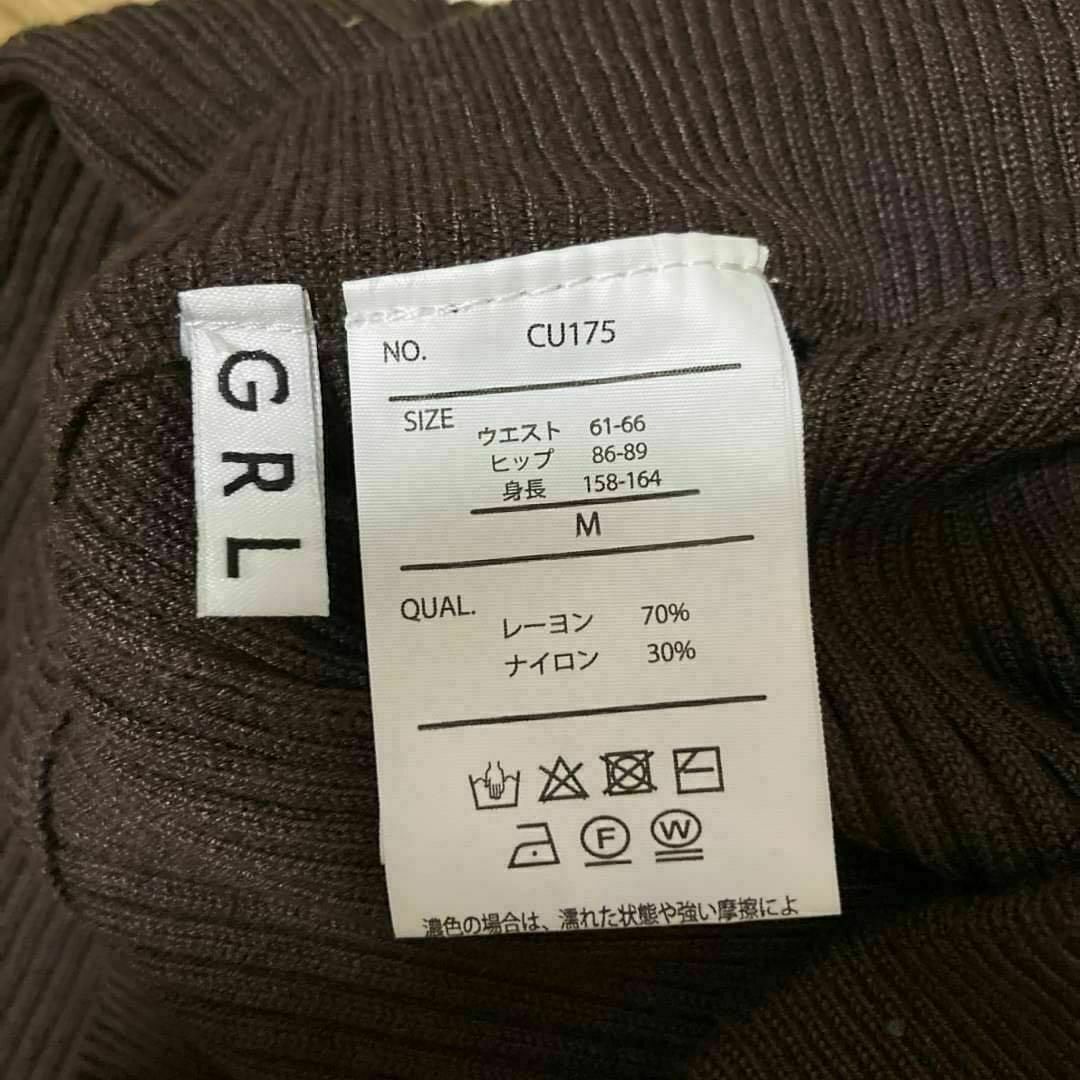 GRL
NO. CU175
SIZE ウエスト 61-66
ヒップ 86-89
身長 158-164
M
QUAL. レーヨン 70%
ナイロン 30%
F W
濃色の場合は、濡れた状態や強い摩擦によ